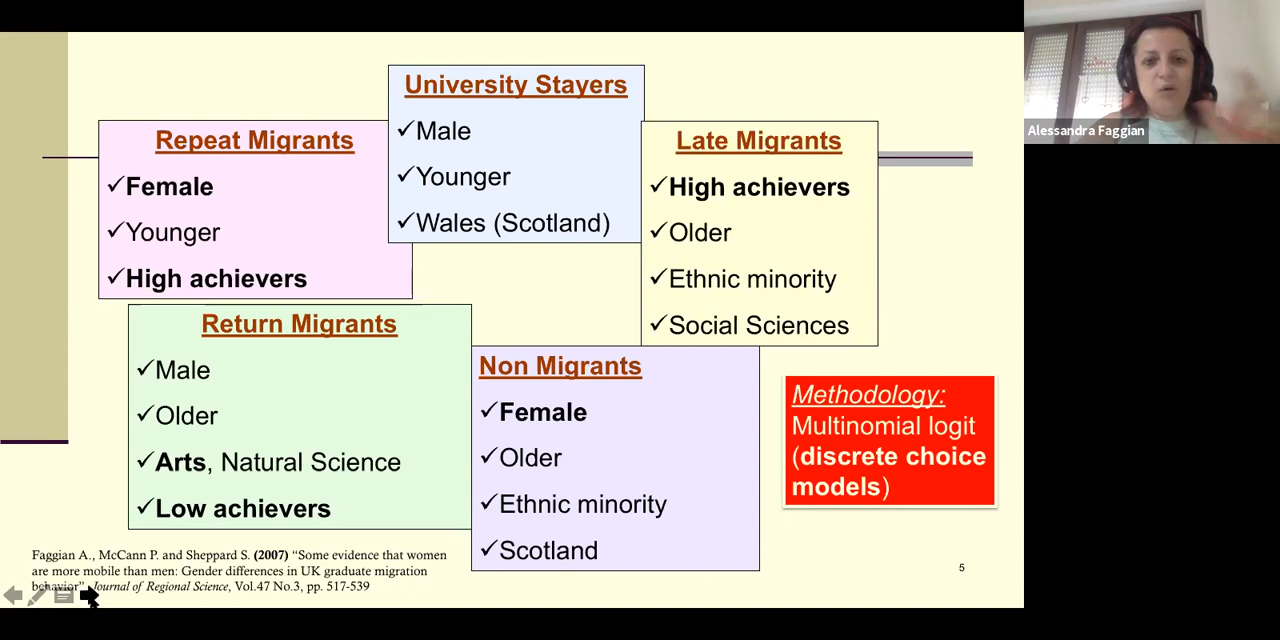 University Stayers
✓Male
✓Younger
✓Wales (Scotland)
Repeat Migrants
✓Female
✓Younger
✓High achievers
Late Migrants
✓High achievers
✓Older
✓Ethnic minority
✓Social Sciences
Return Migrants
✓Male
✓Older
✓Arts, Natural Science
✓Low achievers
Non Migrants
✓Female
✓Older
✓Ethnic minority
✓Scotland
Methodology:
Multinomial logit
(discrete choice
models)
Faggian A., McCann P. and Sheppard S. (2007) “Some evidence that women
are more mobile than men: Gender differences in UK graduate migration
behavior”, Journal of Regional Science, Vol.47 No.3, pp. 517-539
5
Alessandra Faggian